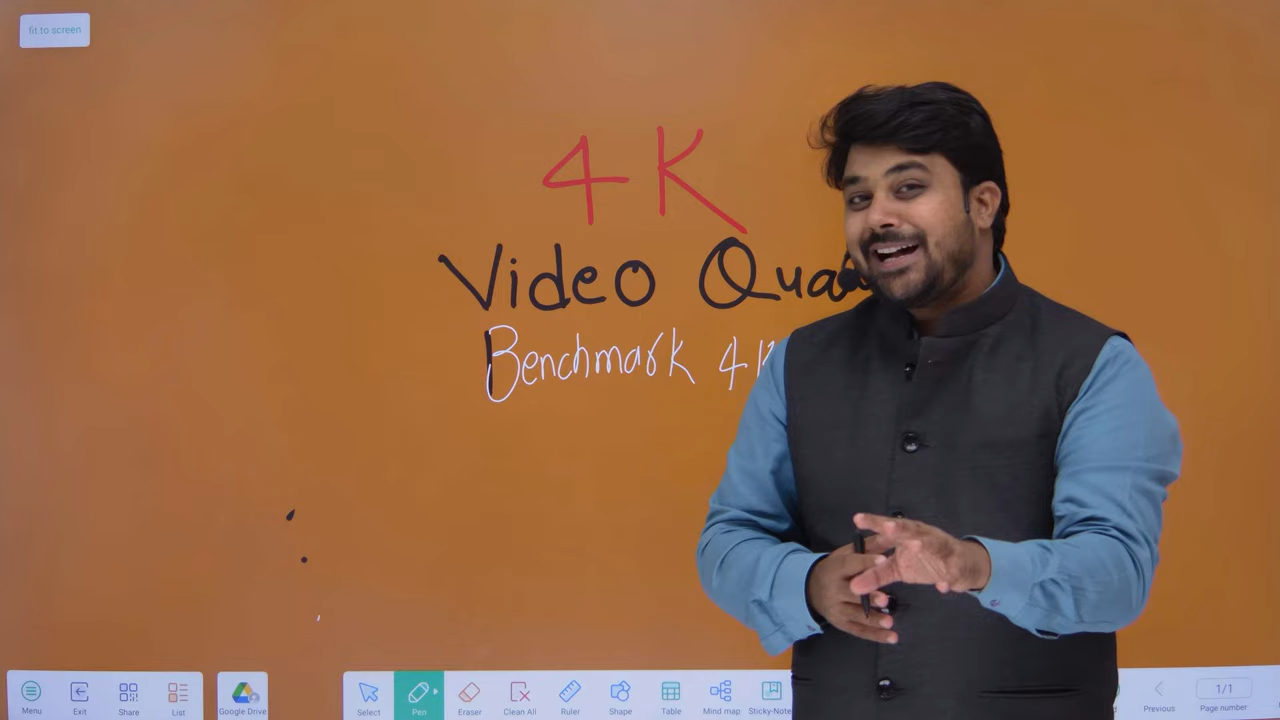 fit to screen
4K
Video Qua
Benchmark 4K
Menu Exit Share List Google Drive Select Pen Eraser Clean All Ruler Shape Table Mind map Sticky-Note Previous Page number
1/1